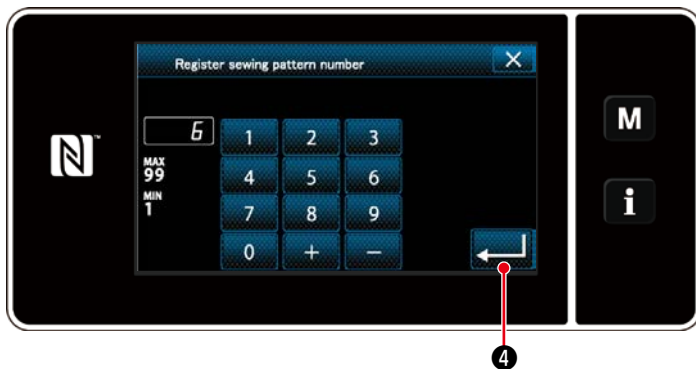 Register sewing pattern number
6
MAX
99
MIN
1
1 2 3
4 5 6
7 8 9
0 + −
N™
M
i
4